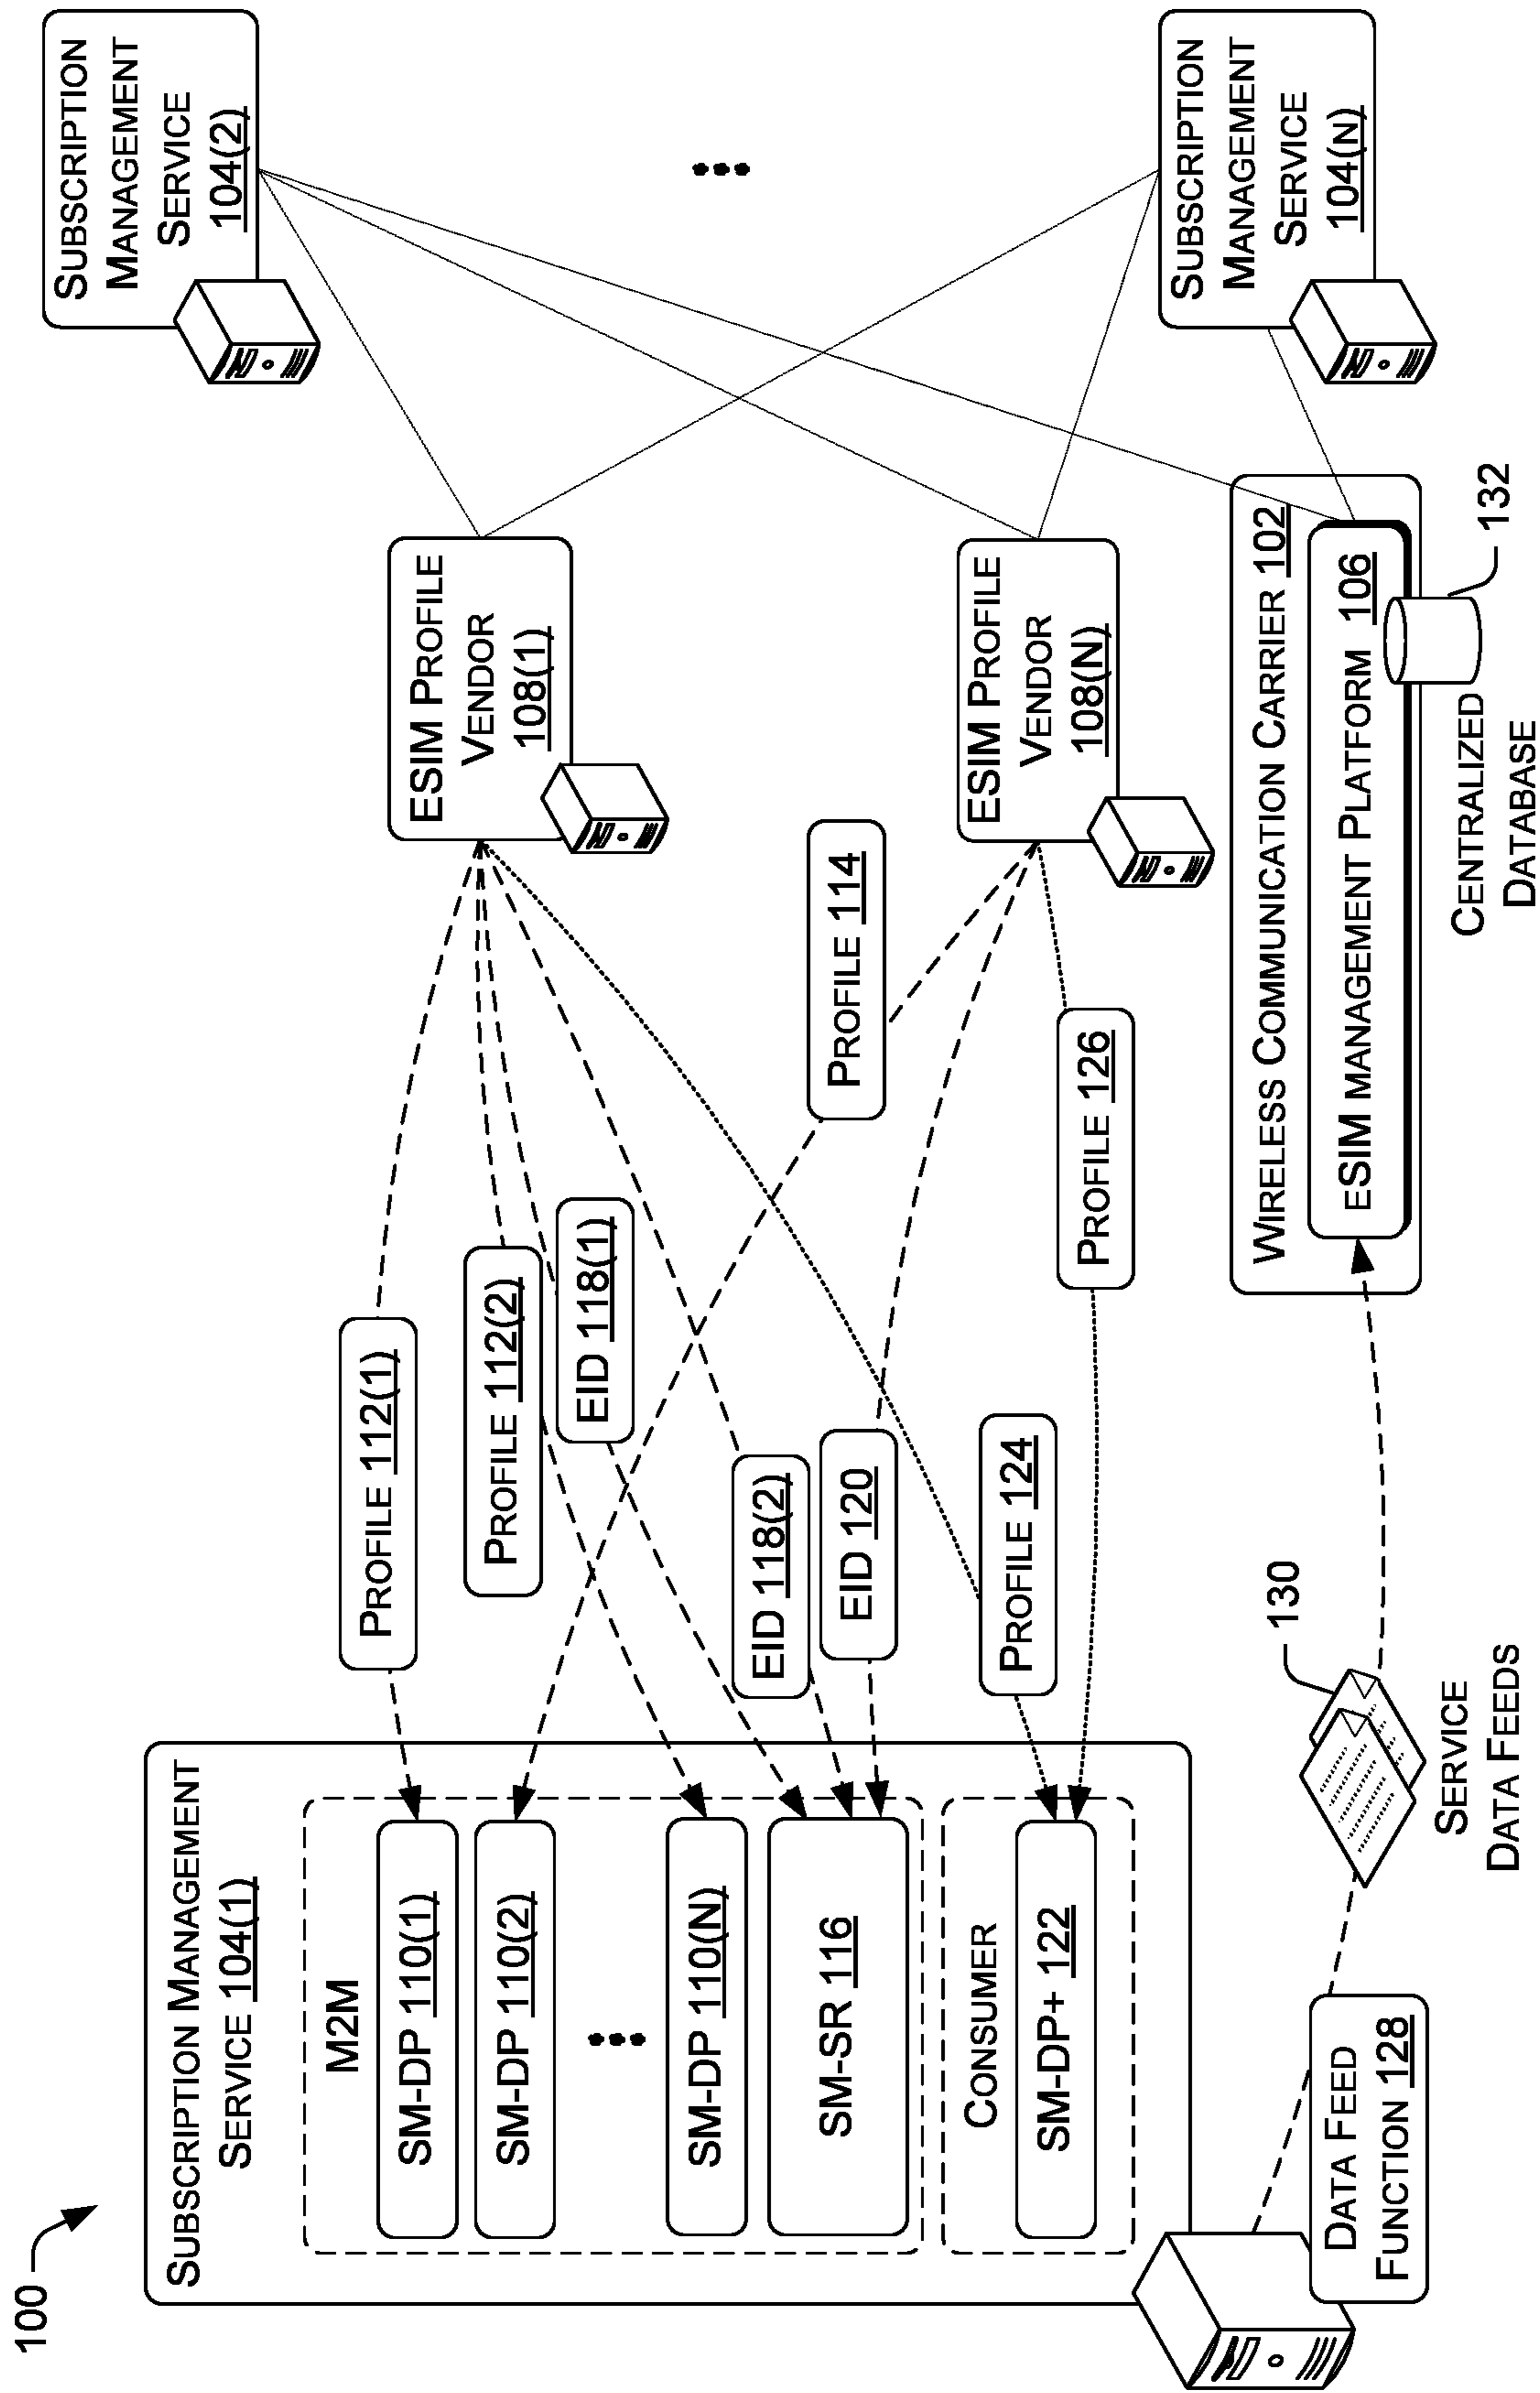 100
SUBSCRIPTION MANAGEMENT
SERVICE 104(1)
M2M
SM-DP 110(1)
SM-DP 110(2)
SM-DP 110(N)
SM-SR 116
CONSUMER
SM-DP+ 122
DATA FEED
FUNCTION 128
PROFILE 112(1)
PROFILE 112(2)
EID 118(1)
EID 118(2)
EID 120
PROFILE 124
PROFILE 114
PROFILE 126
130
SERVICE
DATA FEEDS
ESIM PROFILE
VENDOR
108(1)
ESIM PROFILE
VENDOR
108(N)
WIRELESS COMMUNICATION CARRIER 102
ESIM MANAGEMENT PLATFORM 106
132
CENTRALIZED
DATABASE
SUBSCRIPTION
MANAGEMENT
SERVICE
104(2)
SUBSCRIPTION
MANAGEMENT
SERVICE
104(N)